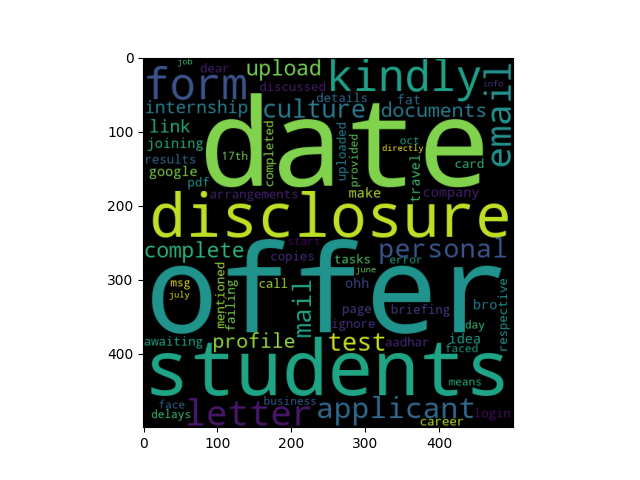 0
100
200
300
400
0 100 200 300 400
job
dear
upload
kindly
form
discussed
info
email
details
internship
culture
fat
documents
date
link
completed
uploaded
provided
oct
directly
joining
17th
results
travel
card
google
pdf
arrangements
make
company
disclosure
start
complete
personal
copies
tasks
error
june
offer
msg
july
mentioned
failling
call
mail
ohh
page
briefing
bro
respective
ignore
day
awaiting
profile
test
aadhar
idea
faced
students
means
face
business
delays
letter
applicant
login
career